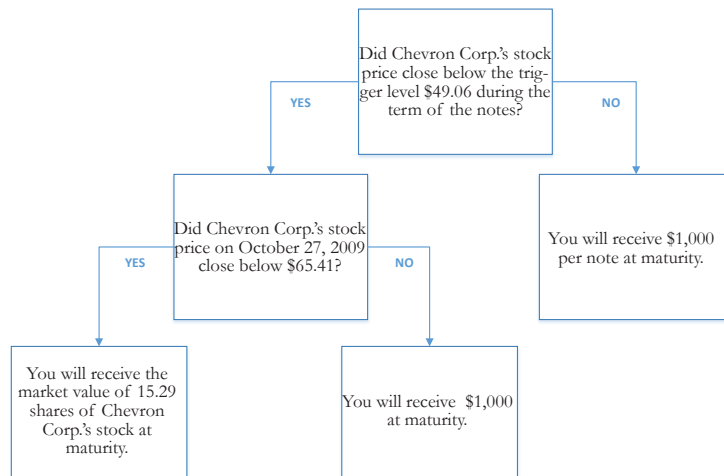 Did Chevron Corp.'s stock
price close below the trig-
ger level $49.06 during the
term of the notes?
YES
NO
Did Chevron Corp.'s stock
price on October 27, 2009
close below $65.41?
You will receive $1,000
per note at maturity.
YES
NO
You will receive the
market value of 15.29
shares of Chevron
Corp.'s stock at
maturity.
You will receive $1,000
at maturity.